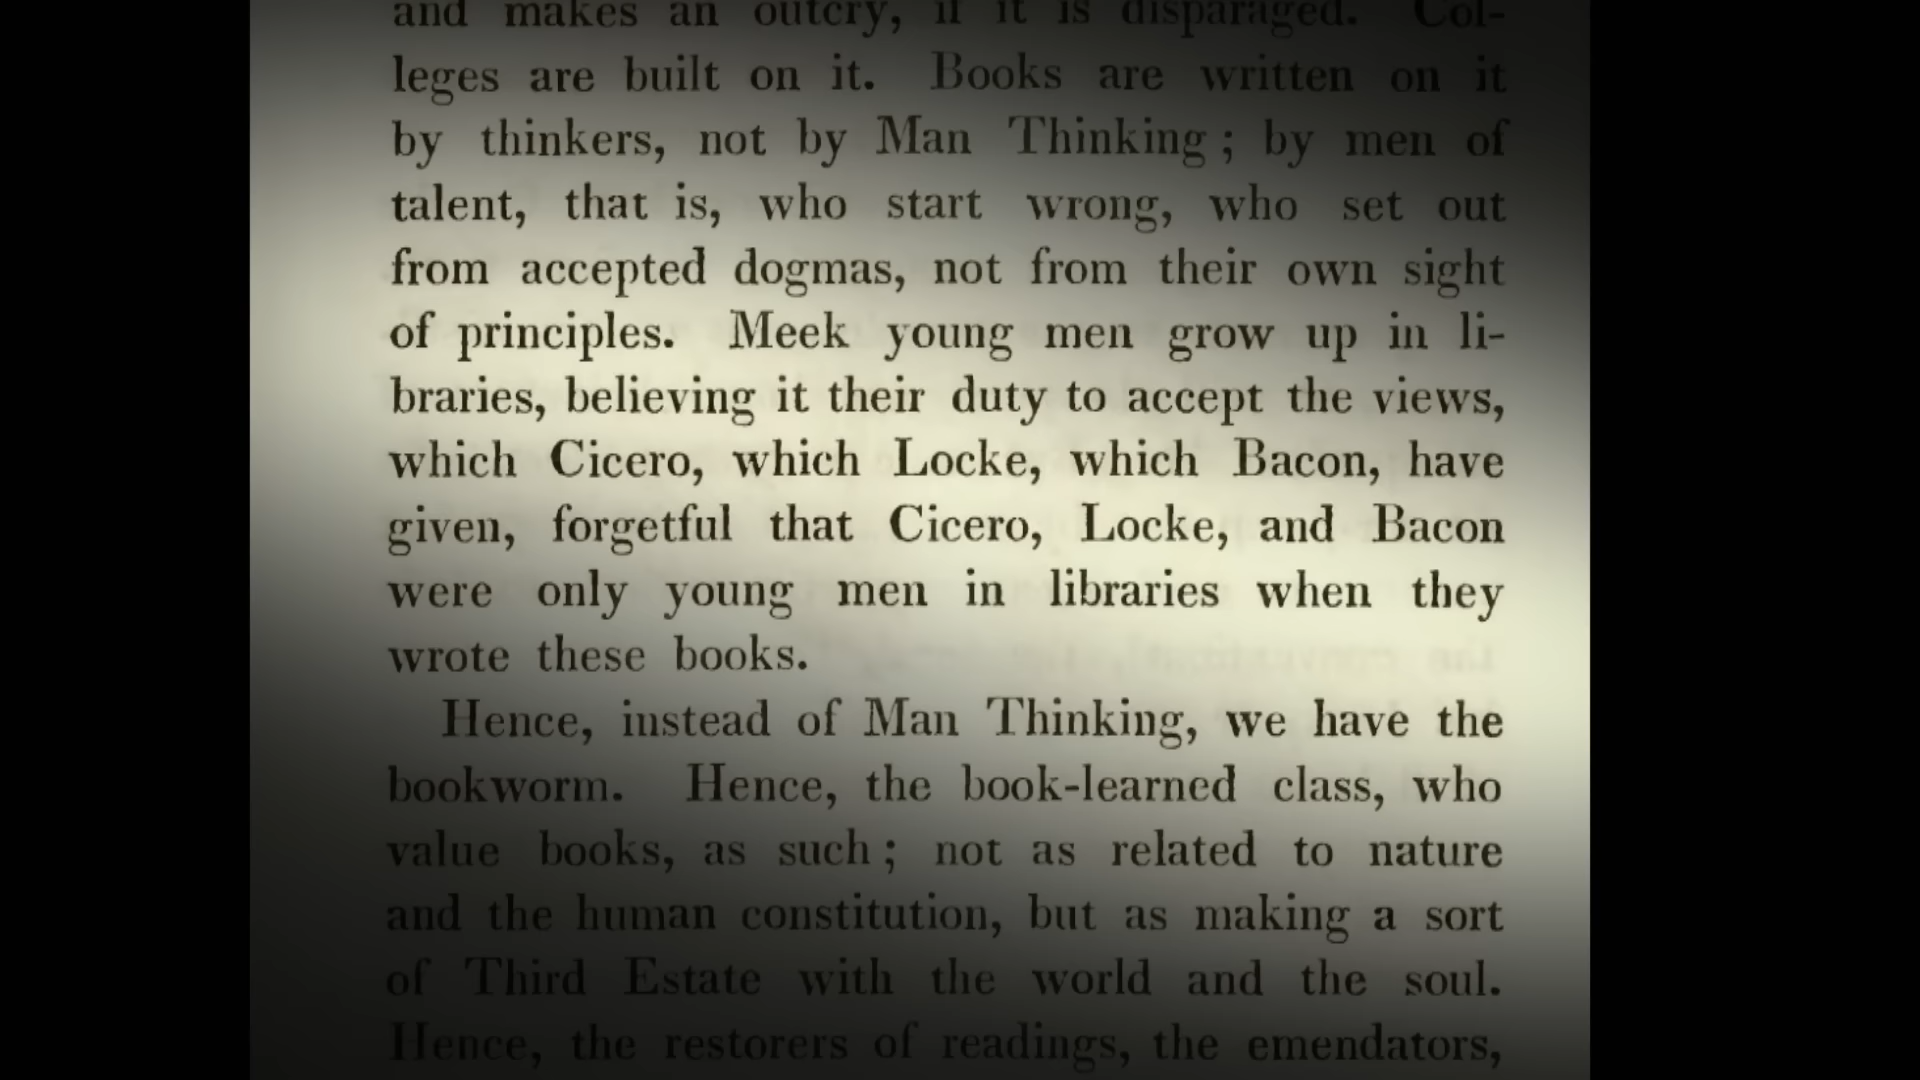 and makes an outcry, if it is disparaged. Col-
leges are built on it. Books are written on it
by thinkers, not by Man Thinking; by men of
talent, that is, who start wrong, who set out
from accepted dogmas, not from their own sight
of principles. Meek young men grow up in li-
braries, believing it their duty to accept the views,
which Cicero, which Locke, which Bacon, have
given, forgetful that Cicero, Locke, and Bacon
were only young men in libraries when they
wrote these books.
Hence, instead of Man Thinking, we have the
bookworm. Hence, the book-learned class, who
value books, as such; not as related to nature
and the human constitution, but as making a sort
of Third Estate with the world and the soul.
Hence, the restorers of readings, the emendators,